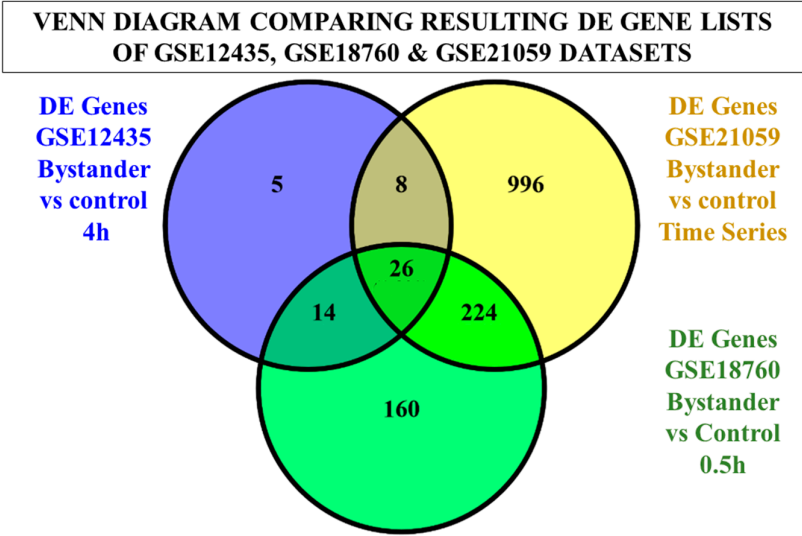 VENN DIAGRAM COMPARING RESULTING DE GENE LISTS
OF GSE12435, GSE18760 & GSE21059 DATASETS
DE Genes
GSE12435
Bystander
vs control
4h
DE Genes
GSE21059
Bystander
vs control
Time Series
5
8
996
26
14
224
160
DE Genes
GSE18760
Bystander
vs Control
0.5h